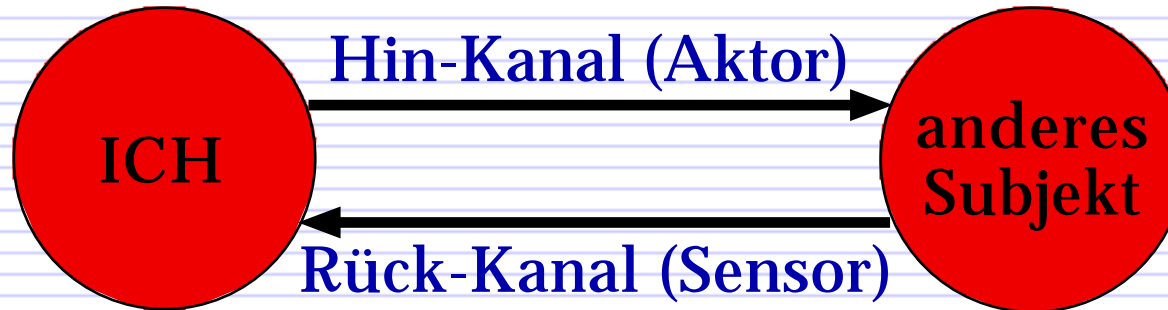 Hin-Kanal (Aktor)
ICH
anderes
Subjekt
Rück-Kanal (Sensor)